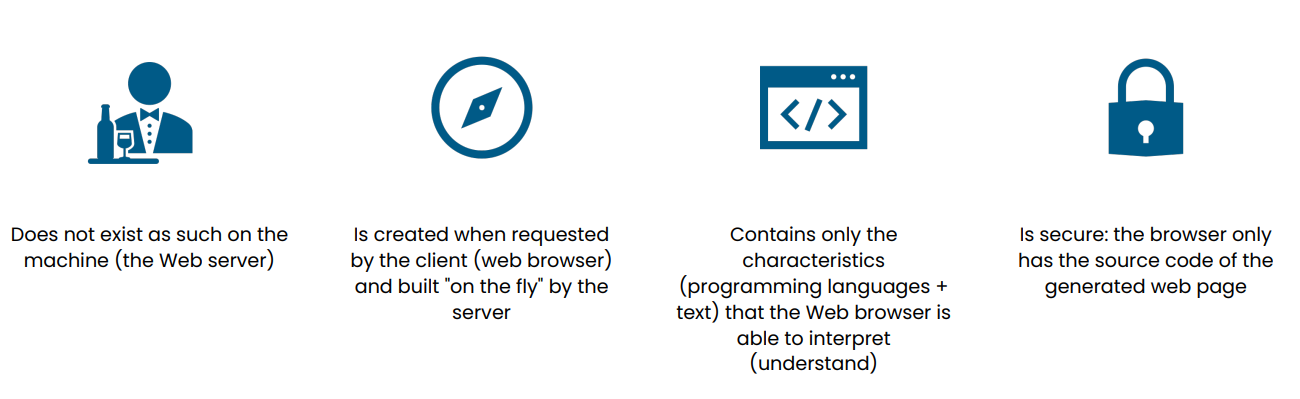 Does not exist as such on the
machine (the Web server)
Is created when requested
by the client (web browser)
and built "on the fly" by the
server
Contains only the
characteristics
(programming languages +
text) that the Web browser is
able to interpret
(understand)
Is secure: the browser only
has the source code of the
generated web page